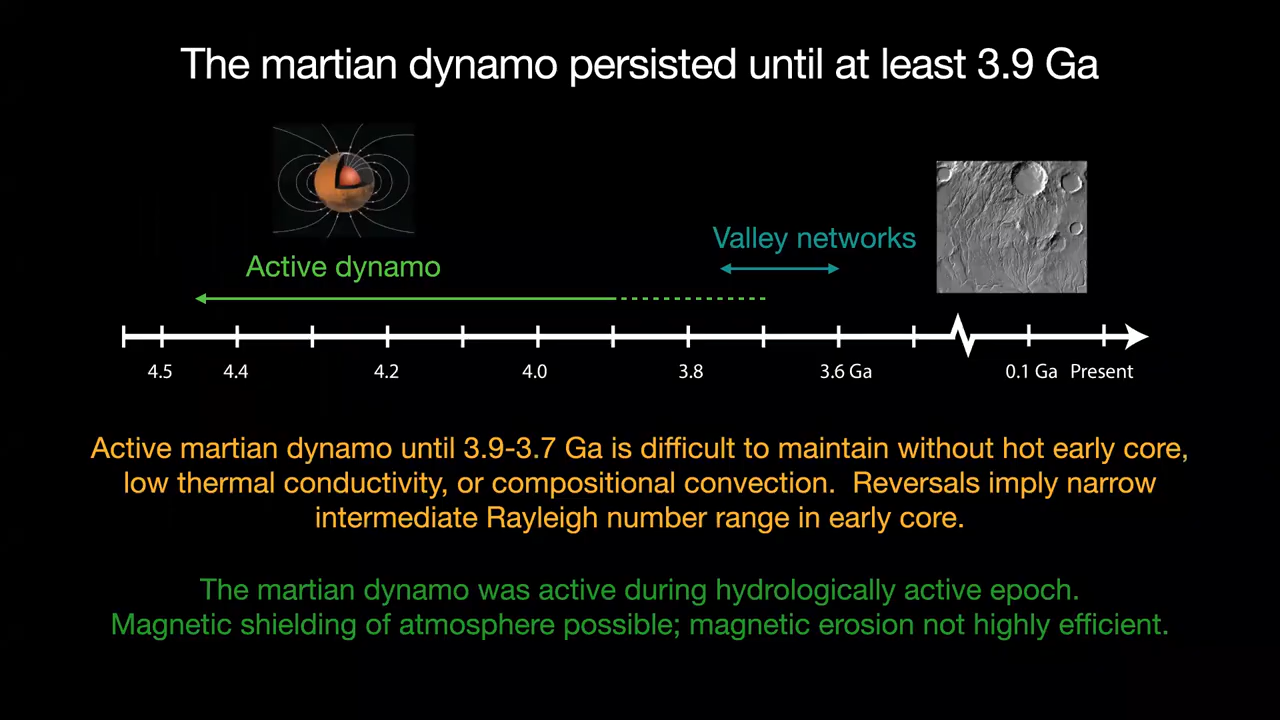 The martian dynamo persisted until at least 3.9 Ga
Valley networks
Active dynamo
4.5 4.4 4.2 4.0 3.8 3.6 Ga 0.1 Ga Present
Active martian dynamo until 3.9-3.7 Ga is difficult to maintain without hot early core,
low thermal conductivity, or compositional convection. Reversals imply narrow
intermediate Rayleigh number range in early core.
The martian dynamo was active during hydrologically active epoch.
Magnetic shielding of atmosphere possible; magnetic erosion not highly efficient.